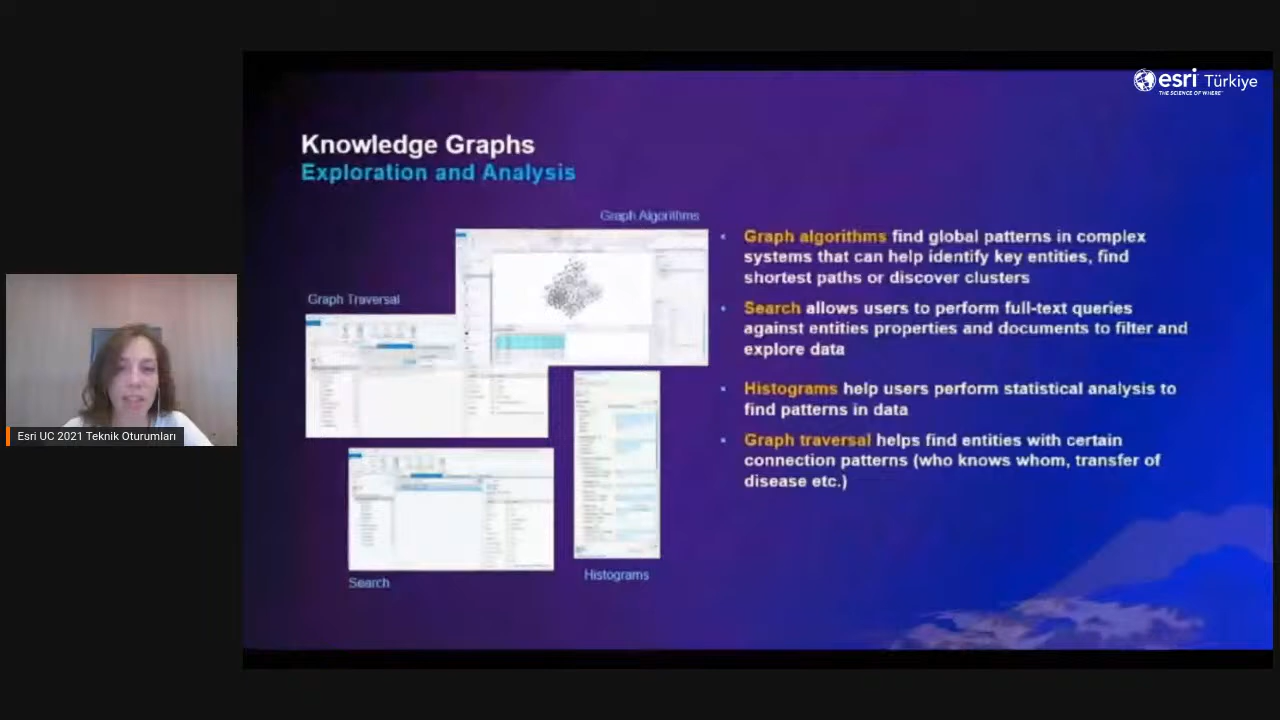 esri Türkiye
THE SCIENCE OF WHERE
Knowledge Graphs
Exploration and Analysis
Graph Algorithms
Graph Traversal
Search
Histograms
• Graph algorithms find global patterns in complex
systems that can help identify key entities, find
shortest paths or discover clusters
• Search allows users to perform full-text queries
against entities properties and documents to filter and
explore data
• Histograms help users perform statistical analysis to
find patterns in data
• Graph traversal helps find entities with certain
connection patterns (who knows whom, transfer of
disease etc.)
Esri UC 2021 Teknik Oturumları